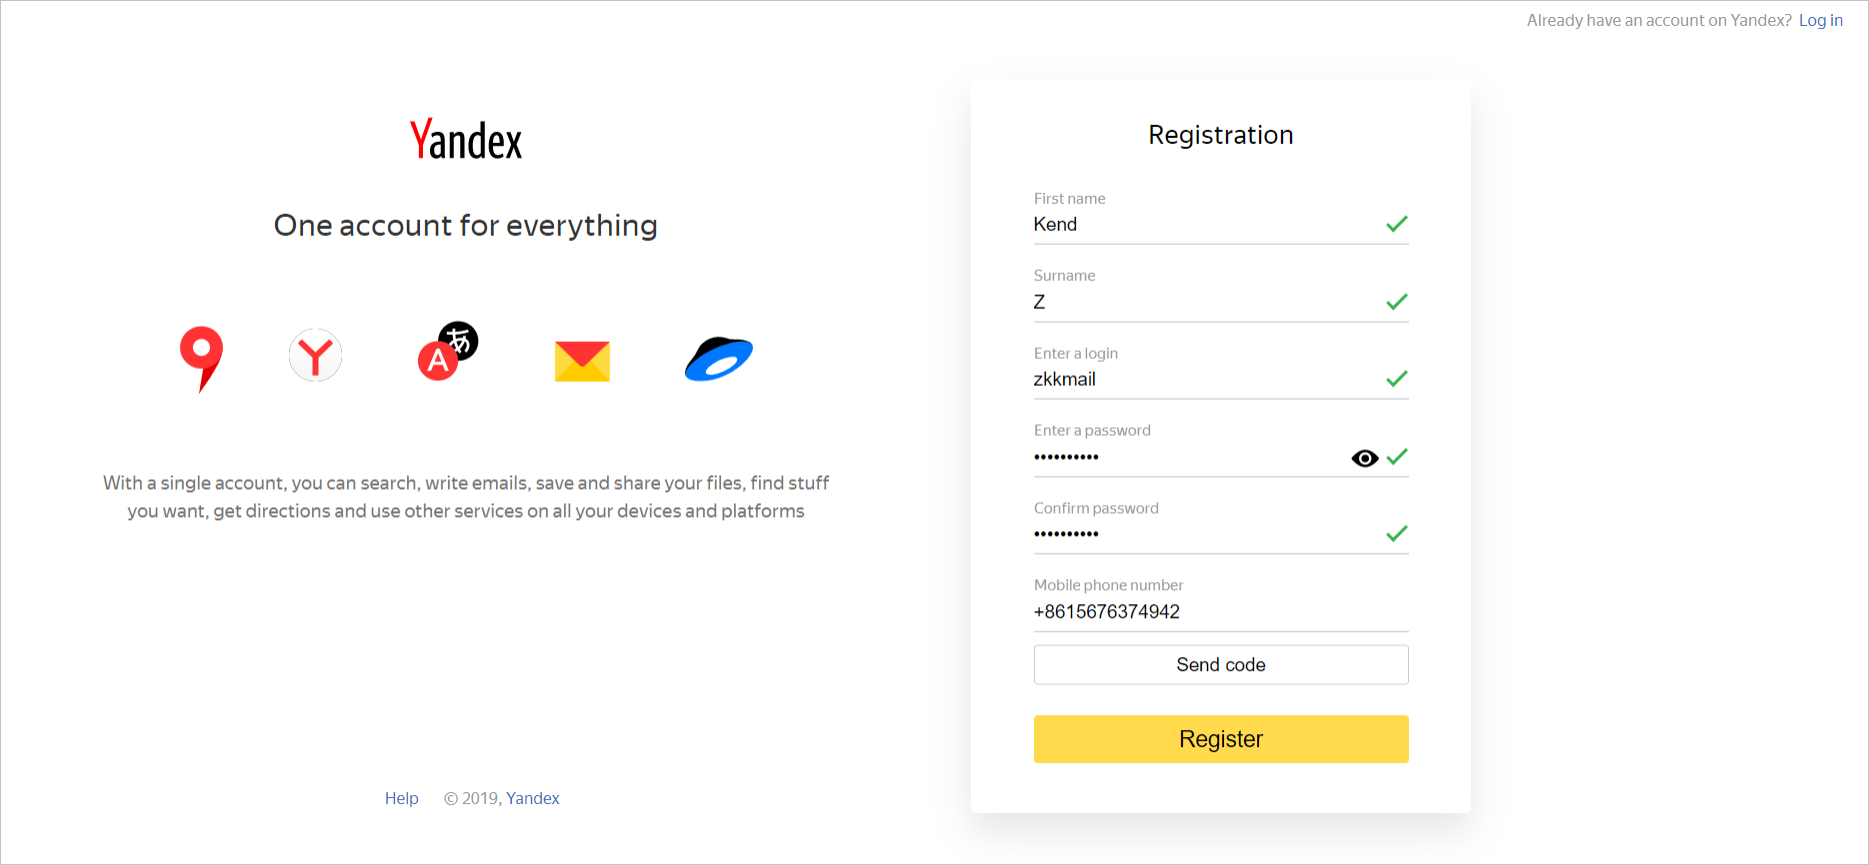 Already have an account on Yandex? Log in
Yandex
One account for everything
A あ
With a single account, you can search, write emails, save and share your files, find stuff
you want, get directions and use other services on all your devices and platforms
Help © 2019, Yandex
Registration
First name
Kend
Surname
Z
Enter a login
zkkmail
Enter a password
••••••••••
Confirm password
••••••••••
Mobile phone number
+8615676374942
Send code
Register